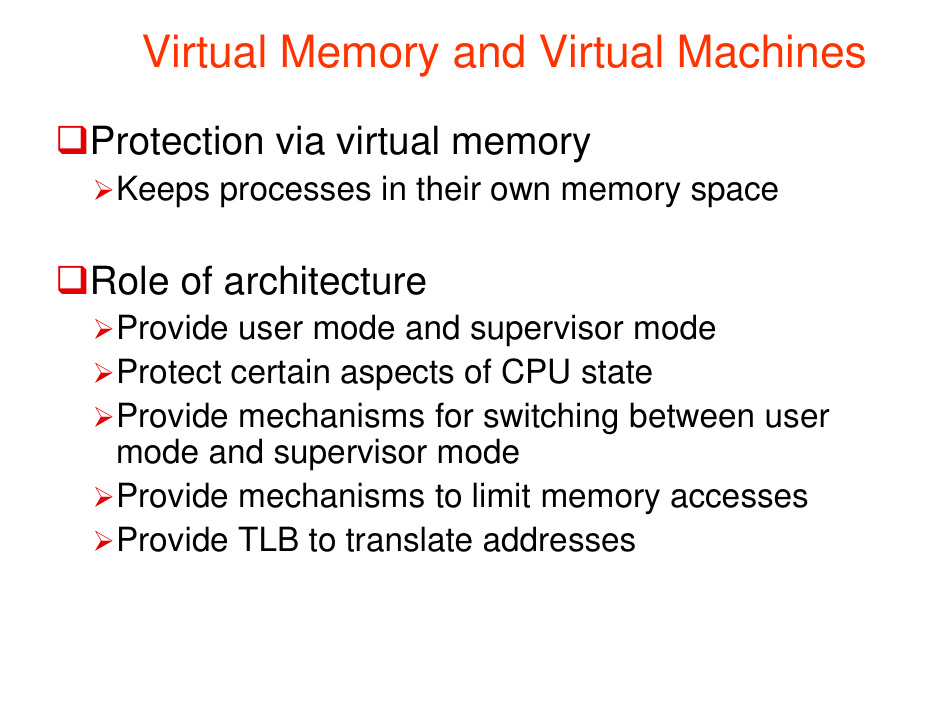 Virtual Memory and Virtual Machines
Protection via virtual memory
Keeps processes in their own memory space
Role of architecture
Provide user mode and supervisor mode
Protect certain aspects of CPU state
Provide mechanisms for switching between user
mode and supervisor mode
Provide mechanisms to limit memory accesses
Provide TLB to translate addresses